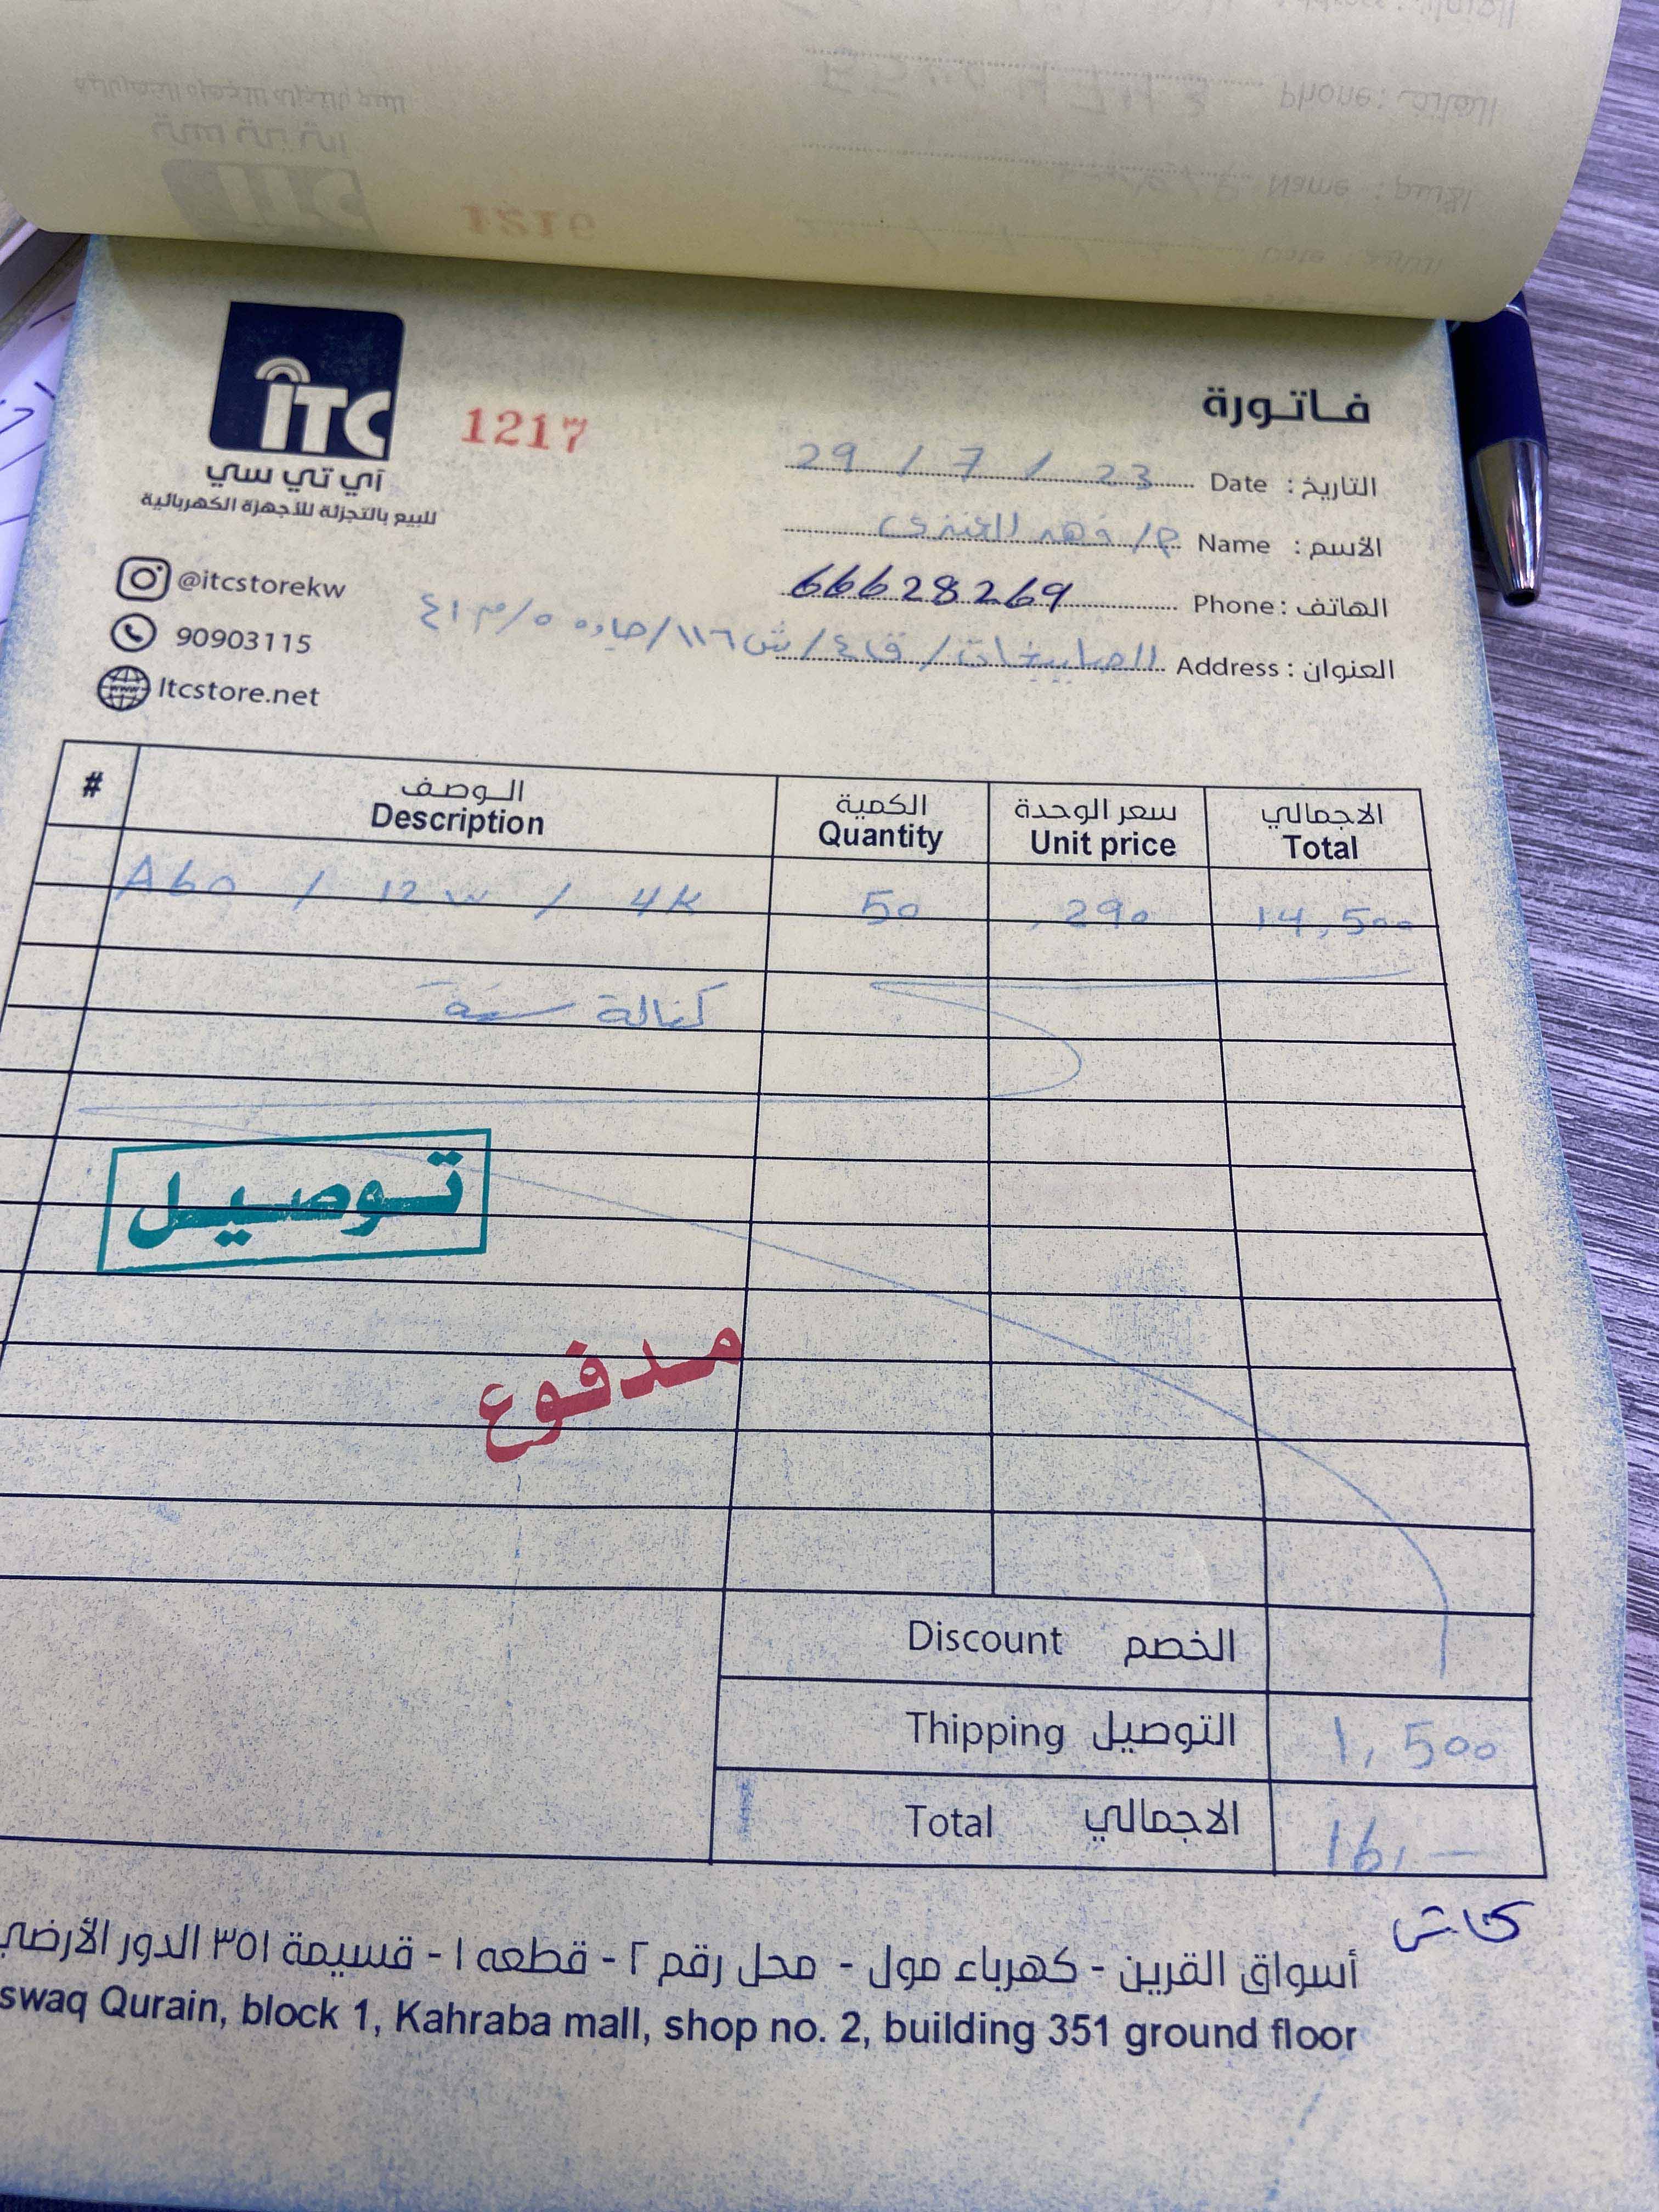 1216
ITC
آي تي سي
للبيع بالتجزئة للأجهزة الكهربائية
1217
فاتورة
التاريخ : Date 29 / 7 / 23
الأسم : Name م/ فهد العنزي
الهاتف : Phone 66628269
العنوان : Address الصليبيخات / ق٤ / ش١١٦ / جاده ٥ / م٤١
@itcstorekw
90903115
Itcstore.net
# الوصف الكمية سعر الوحدة الاجمالي
Description Quantity Unit price Total
A60 / 12w / 4K 50 ,290 14,500
كفالة سنة
توصيل
مدفوع
Discount الخصم
Thipping التوصيل 1,500
Total الاجمالي 16,—
كاش
أسواق القرين - كهرباء مول - محل رقم ٢ - قطعه ١ - قسيمة ٣٥١ الدور الأرضي
swaq Qurain, block 1, Kahraba mall, shop no. 2, building 351 ground floor